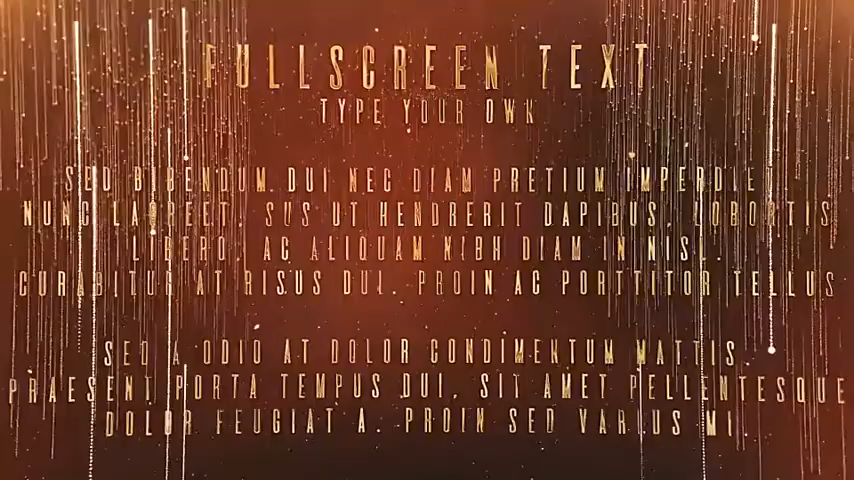 FULLSCREEN TEXT
TYPE YOUR OWN
SED BIBENDUM DUI NEC DIAM PRETIUM IMPERDIE
NUNC LAOREET, SUS UT HENDRERIT DAPIBUS, LOBORTIS
LIBERO, AC ALIQUAM NIBH DIAM IN NISL.
CURABITUR AT RISUS DUI. PROIN AC PORTTITOR TELLUS
SED A ODIO AT DOLOR CONDIMENTUM MATTIS
PRAESENT PORTA TEMPUS DUI, SIT AMET PELLENTESQUE
DOLOR FEUGIAT A. PROIN SED VARIUS MI